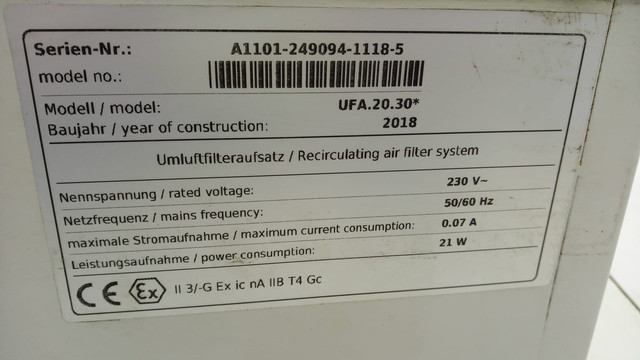 Serien-Nr.: A1101-249094-1118-5
model no.:
Modell / model: UFA.20.30*
Baujahr / year of construction: 2018
Umluftfilteraufsatz / Recirculating air filter system
Nennspannung / rated voltage: 230 V~
Netzfrequenz / mains frequency: 50/60 Hz
maximale Stromaufnahme / maximum current consumption: 0.07 A
Leistungsaufnahme / power consumption: 21 W
CE Ex II 3/-G Ex ic nA IIB T4 Gc